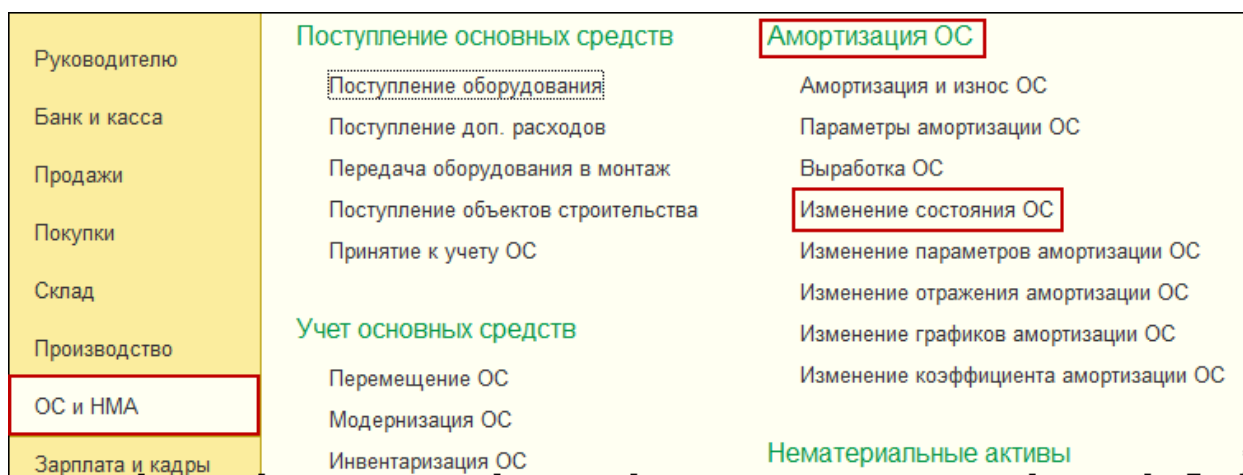 Руководителю
Банк и касса
Продажи
Покупки
Склад
Производство
ОС и НМА
Зарплата и кадры
Поступление основных средств
Поступление оборудования
Поступление доп. расходов
Передача оборудования в монтаж
Поступление объектов строительства
Принятие к учету ОС
Учет основных средств
Перемещение ОС
Модернизация ОС
Инвентаризация ОС
Амортизация ОС
Амортизация и износ ОС
Параметры амортизации ОС
Выработка ОС
Изменение состояния ОС
Изменение параметров амортизации ОС
Изменение отражения амортизации ОС
Изменение графиков амортизации ОС
Изменение коэффициента амортизации ОС
Нематериальные активы